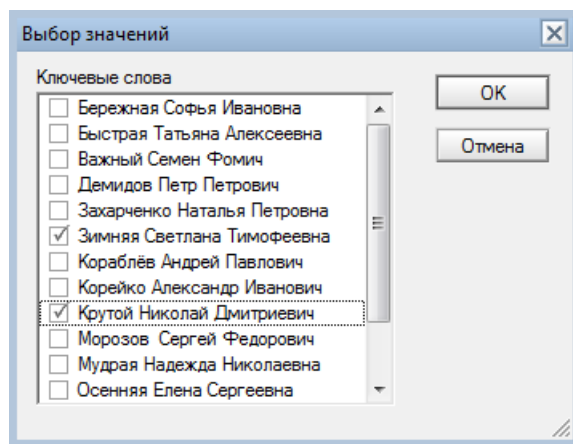 Выбор значений
Ключевые слова
OK
Отмена
Бережная Софья Ивановна
Быстрая Татьяна Алексеевна
Важный Семен Фомич
Демидов Петр Петрович
Захарченко Наталья Петровна
Зимняя Светлана Тимофеевна
Кораблёв Андрей Павлович
Корейко Александр Иванович
Крутой Николай Дмитриевич
Морозов  Сергей Федорович
Мудрая Надежда Николаевна
Осенняя Елена Сергеевна